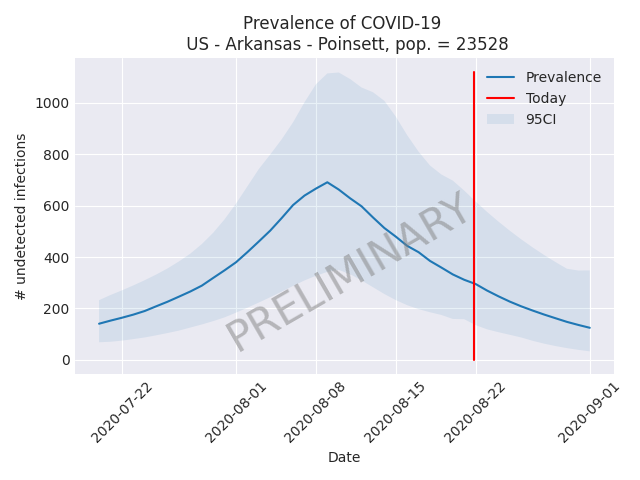 Prevalence of COVID-19
US - Arkansas - Poinsett, pop. = 23528
# undetected infections
1000
800
600
400
200
0
Prevalence
Today
95CI
PRELIMINARY
2020-07-22
2020-08-01
2020-08-08
2020-08-15
2020-08-22
2020-09-01
Date